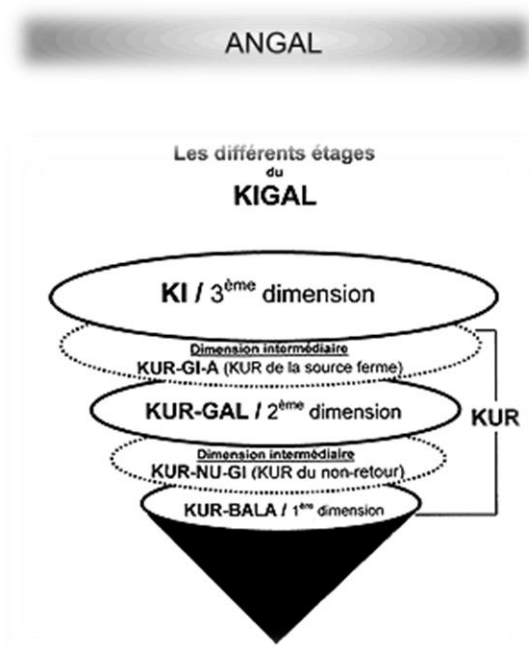 ANGAL
Les différents étages
du
KIGAL
KI / 3ème dimension
Dimension intermédiaire
KUR-GI-A (KUR de la source ferme)
KUR-GAL / 2ème dimension
KUR
Dimension intermédiaire
KUR-NU-GI (KUR du non-retour)
KUR-BALA / 1ère dimension